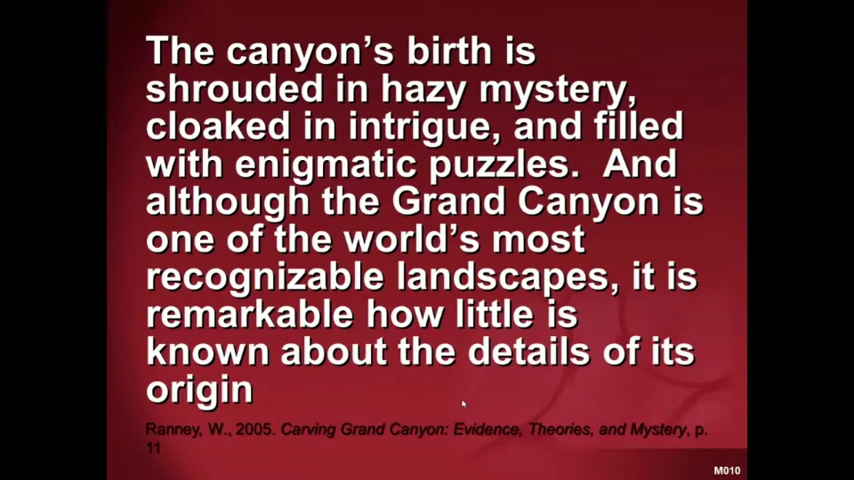 The canyon’s birth is
shrouded in hazy mystery,
cloaked in intrigue, and filled
with enigmatic puzzles.  And
although the Grand Canyon is
one of the world’s most
recognizable landscapes, it is
remarkable how little is
known about the details of its
origin
Ranney, W., 2005. Carving Grand Canyon: Evidence, Theories, and Mystery, p.
11
M010